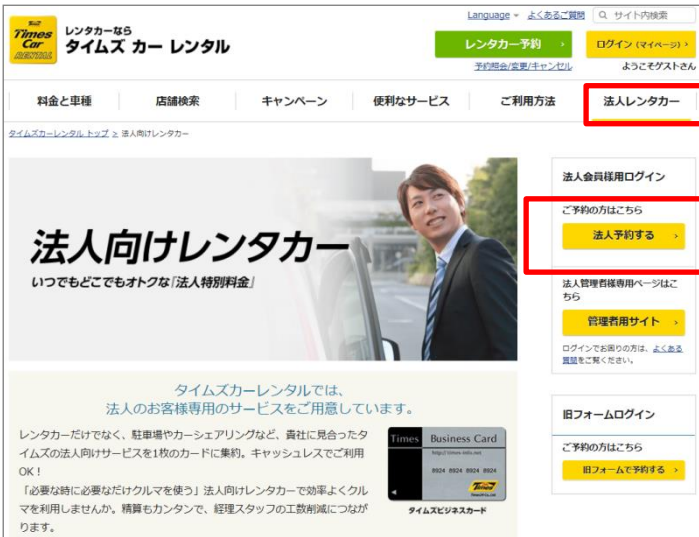 Language
よくあるご質問
サイト内検索
Times
Car
RENTAL
レンタカーなら
タイムズ カー レンタル
レンタカー予約
ログイン(マイページ)
予約照会/変更/キャンセル
ようこそゲストさん
料金と車種
店舗検索
キャンペーン
便利なサービス
ご利用方法
法人レンタカー
タイムズカーレンタル トップ > 法人向けレンタカー
法人向けレンタカー
いつでもどこでもオトクな「法人特別料金」
法人会員様用ログイン
ご予約の方はこちら
法人予約する
法人管理者様専用ページはこ
ちら
管理者用サイト
ログインでお困りの方は、よくある
質問をご覧ください。
タイムズカーレンタルでは、
法人のお客様専用のサービスをご用意しています。
レンタカーだけでなく、駐車場やカーシェアリングなど、貴社に見合ったタ
イムズの法人向けサービスを1枚のカードに集約。キャッシュレスでご利用
OK!
「必要な時に必要なだけクルマを使う」法人向けレンタカーで効率よくクル
マを利用しませんか。精算もカンタンで、経理スタッフの工数削減につなが
ります。
Times Business Card
http://times-info.net
8924 8924 8924 8924
Times
タイムズビジネスカード
旧フォームログイン
ご予約の方はこちら
旧フォームで予約する